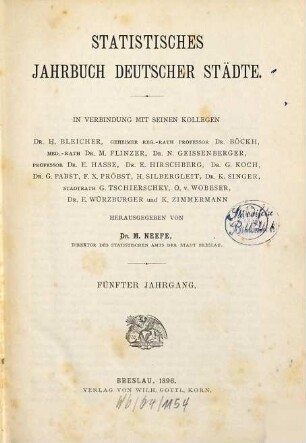 STATISTISCHES
JAHRBUCH DEUTSCHER STÄDTE.
IN VERBINDUNG MIT SEINEN KOLLEGEN
DR. H. BLEICHER, GEHEIMER REG.-RATH PROFESSOR DR. BÖCKH,
MED.-RATH DR. M. FLINZER, DR. N. GEISSENBERGER,
PROFESSOR DR. E. HASSE, DR. E. HIRSCHBERG, DR. G. KOCH,
DR. G. PABST, F. X. PRÖBST, H. SILBERGLEIT, DR. K. SINGER,
STADTRATH G. TSCHIERSCHKY, O. v. WOBESER,
DR. E. WÜRZBURGER und K. ZIMMERMANN
HERAUSGEGEBEN VON
DR. M. NEEFE,
DIREKTOR DES STATISTISCHEN AMTS DER STADT BRESLAU.
FÜNFTER JAHRGANG.
BRESLAU, 1896.
VERLAG VON WILH. GOTTL. KORN.